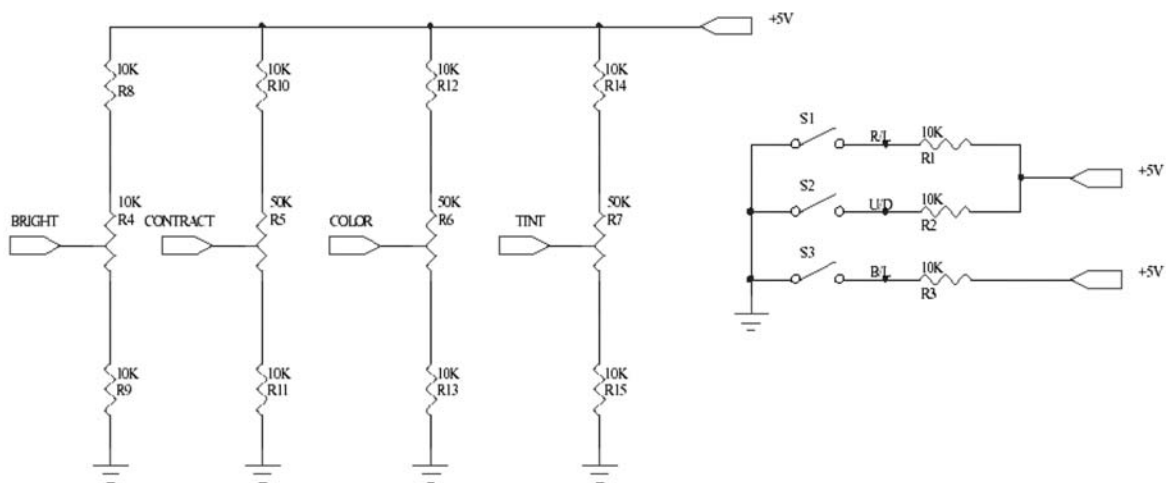 +5V
10K
R8
10K
R10
10K
R12
10K
R14
BRIGHT
10K
R4
CONTRACT
50K
R5
COLOR
50K
R6
TINT
50K
R7
10K
R9
10K
R11
10K
R13
10K
R15
S1
R/L
10K
R1
+5V
S2
U/D
10K
R2
S3
B/L
10K
R3
+5V